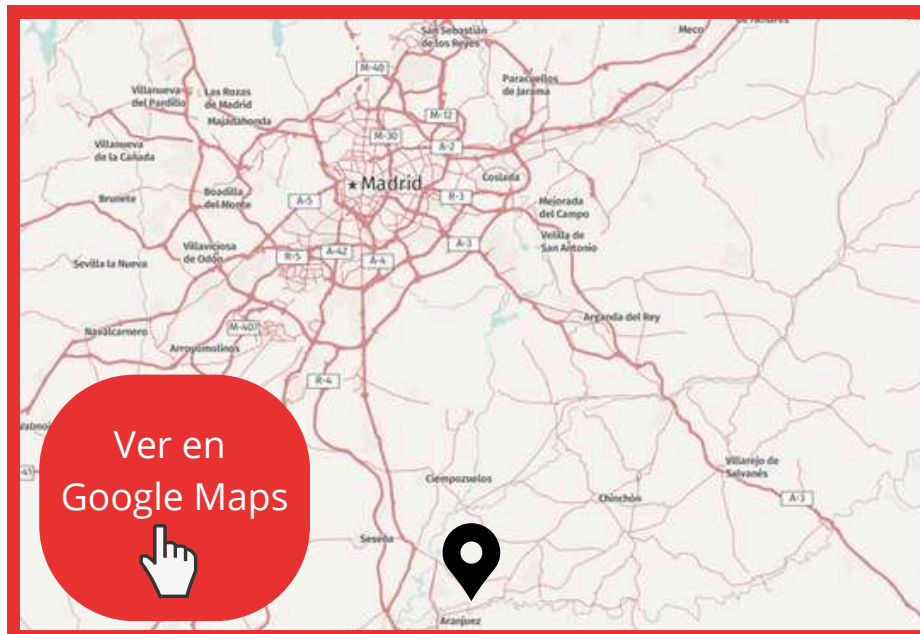 San Sebastián
de los Reyes
Meco
M-40
Villanueva
del Pardillo
Las Rozas
de Madrid
Paracuellos
de Jarama
Majadahonda
M-12
M-30
A-2
Villanueva
de la Cañada
Madrid
Coslada
Brunete
Boadilla
del Monte
A-5
R-3
Mejorada
del Campo
Villaviciosa
de Odón
A-42
A-3
Velilla de
San Antonio
Sevilla la Nueva
R-5
A-4
Navalcarnero
M-407
Arganda del Rey
Arroyomolinos
R-4
Ver en
Google Maps
Villarejo de
Salvanés
Ciempozuelos
Chinchón
A-3
Seseña
Aranjuez